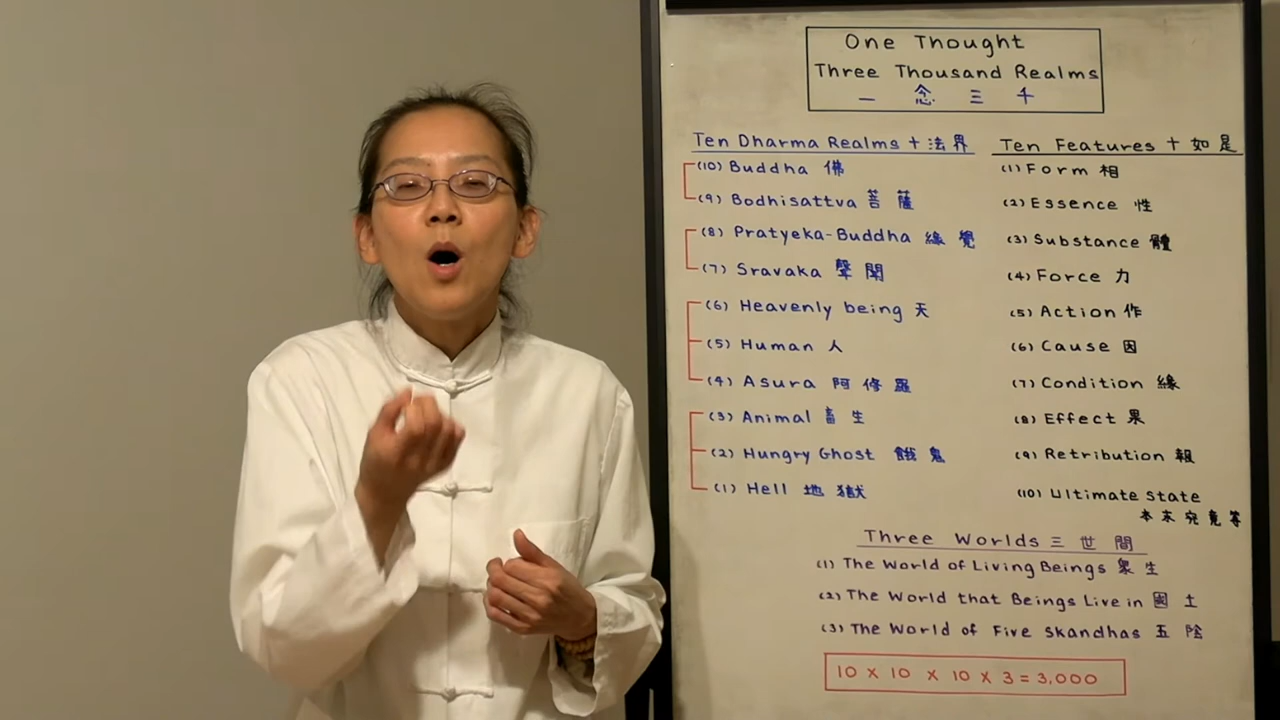 One Thought
Three Thousand Realms
一 念 三 千
Ten Dharma Realms 十法界
(10) Buddha 佛
(9) Bodhisattva 菩薩
(8) Pratyeka-Buddha 緣覺
(7) Sravaka 聲聞
(6) Heavenly being 天
(5) Human 人
(4) Asura 阿修羅
(3) Animal 畜生
(2) Hungry Ghost 餓鬼
(1) Hell 地獄
Ten Features 十如是
(1) Form 相
(2) Essence 性
(3) Substance 體
(4) Force 力
(5) Action 作
(6) Cause 因
(7) Condition 緣
(8) Effect 果
(9) Retribution 報
(10) Ultimate state
本末究竟等
Three Worlds 三世間
(1) The World of Living Beings 眾生
(2) The World that Beings Live in 國土
(3) The World of Five Skandhas 五陰
10 x 10 x 10 x 3 = 3,000